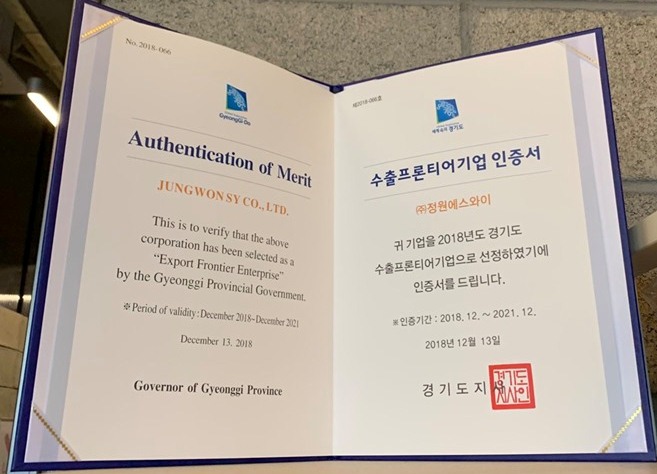 No. 2018-066
GyeongGi-Do
Authentication of Merit
JUNGWON SY CO., LTD.
This is to verify that the above
corporation has been selected as a
“Export Frontier Enterprise”
by the Gyeonggi Provincial Government.
※ Period of validity : December 2018~December 2021
December 13. 2018
Governor of Gyeonggi Province
제2018-066호
세계속의 경기도
수출프론티어기업 인증서
㈜정원에스와이
귀 기업을 2018년도 경기도
수출프론티어기업으로 선정하였기에
인증서를 드립니다.
※ 인증기간 : 2018. 12. ~ 2021. 12.
2018년 12월 13일
경 기 도 지 사
경기도
지사인